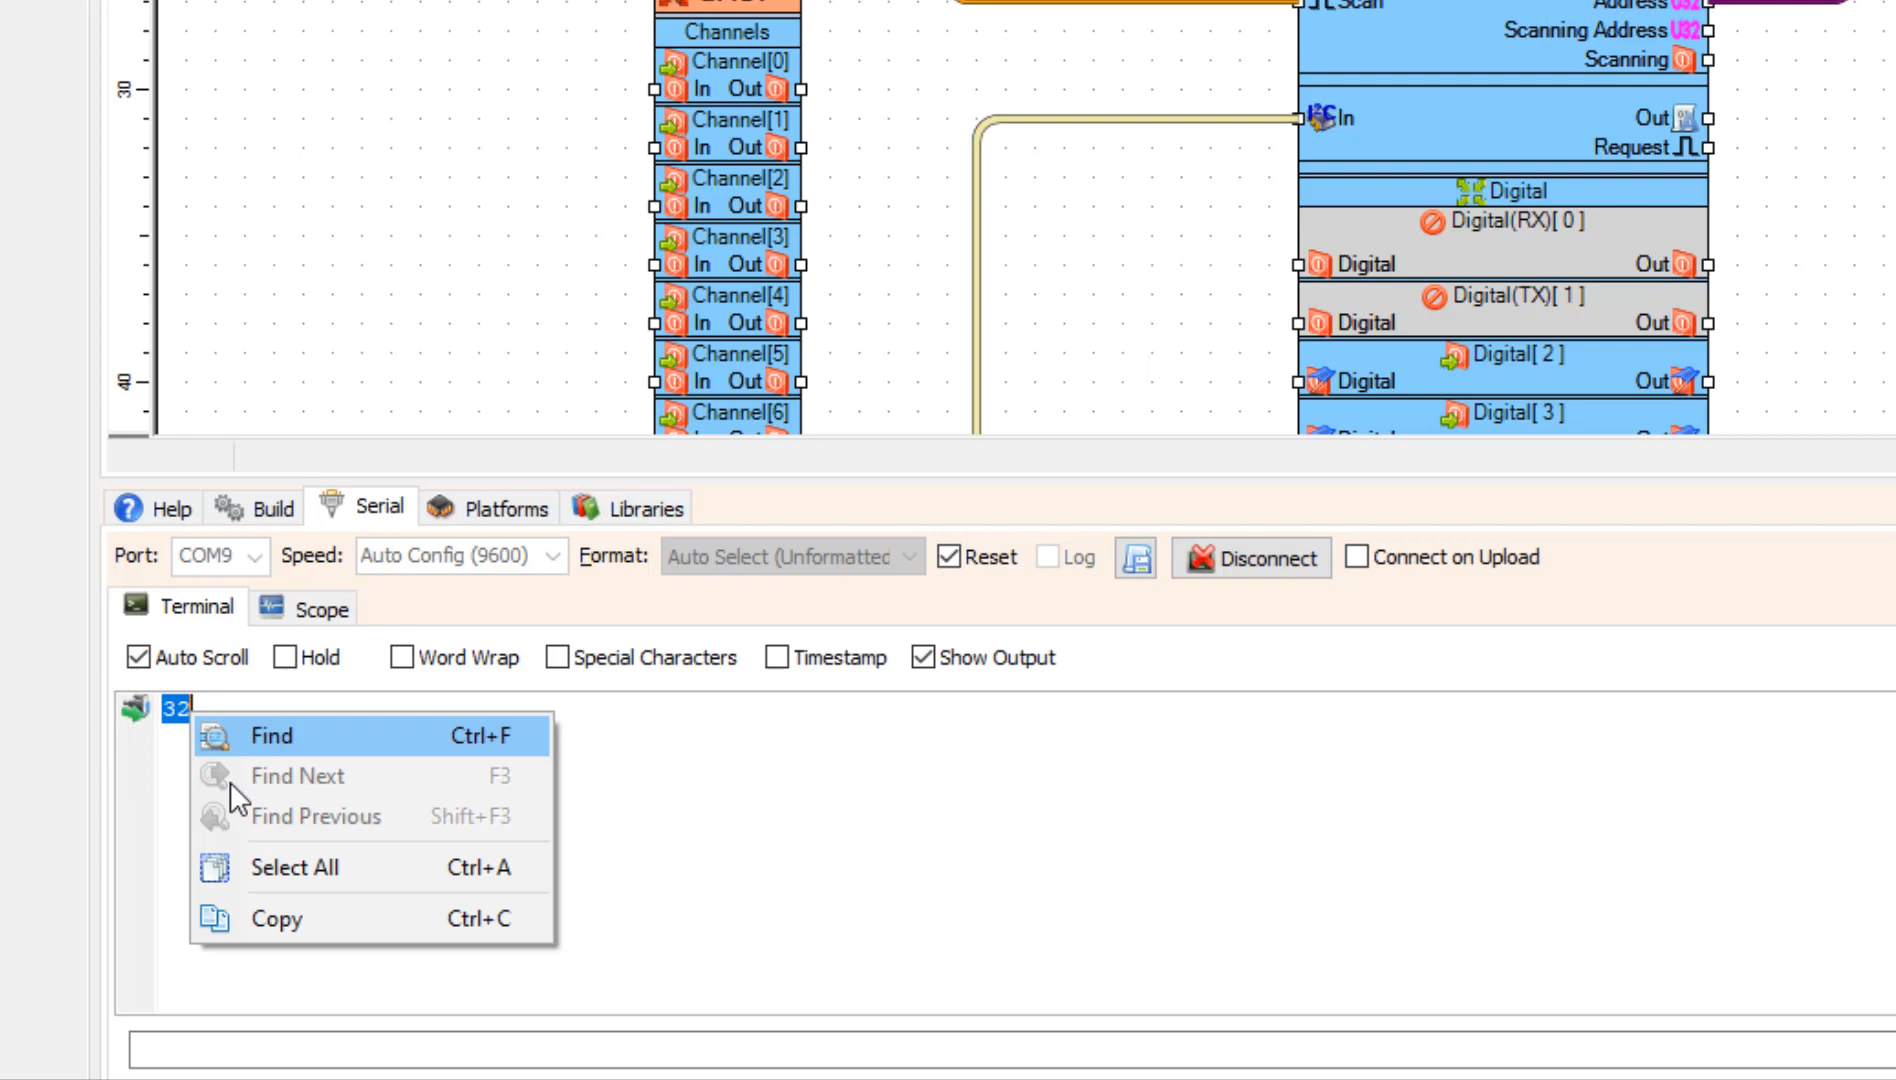 Scan
Address U32
Channels
Scanning Address U32
Channel[0]
Scanning
30
In Out
Channel[1]
I2C In
Out
In Out
Request
Channel[2]
Digital
In Out
Digital(RX)[ 0 ]
Channel[3]
In Out
Digital
Out
Channel[4]
Digital(TX)[ 1 ]
In Out
Digital
Out
Channel[5]
Digital[ 2 ]
40
In Out
Digital
Out
Channel[6]
Digital[ 3 ]
Help Build Serial Platforms Libraries
Port: COM9 Speed: Auto Config (9600) Format: Auto Select (Unformatted Reset Log Disconnect Connect on Upload
Terminal Scope
Auto Scroll Hold Word Wrap Special Characters Timestamp Show Output
32
Find Ctrl+F
Find Next F3
Find Previous Shift+F3
Select All Ctrl+A
Copy Ctrl+C